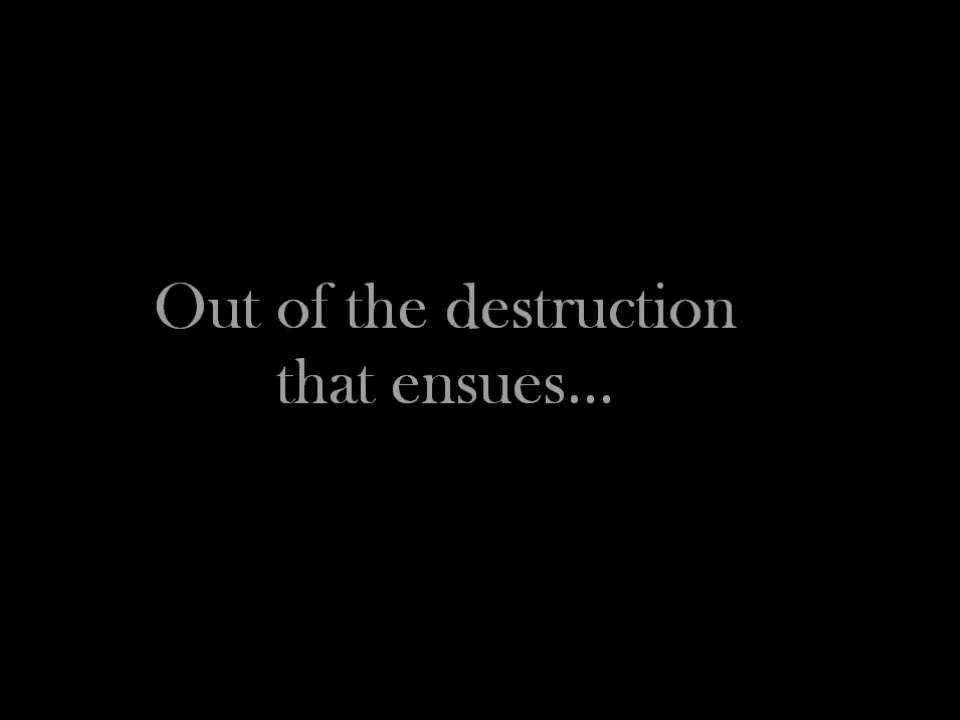 Out of the destruction
that ensues...